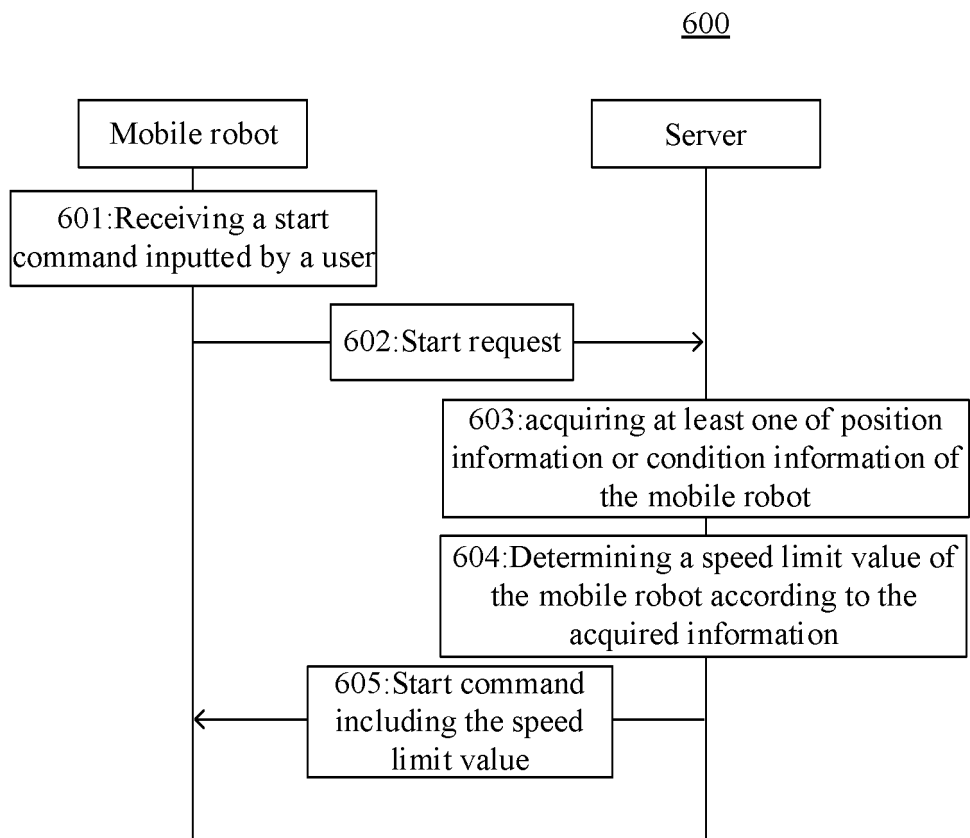 600
Mobile robot
Server
601:Receiving a start
command inputted by a user
602:Start request
603:acquiring at least one of position
information or condition information of
the mobile robot
604:Determining a speed limit value of
the mobile robot according to the
acquired information
605:Start command
including the speed
limit value